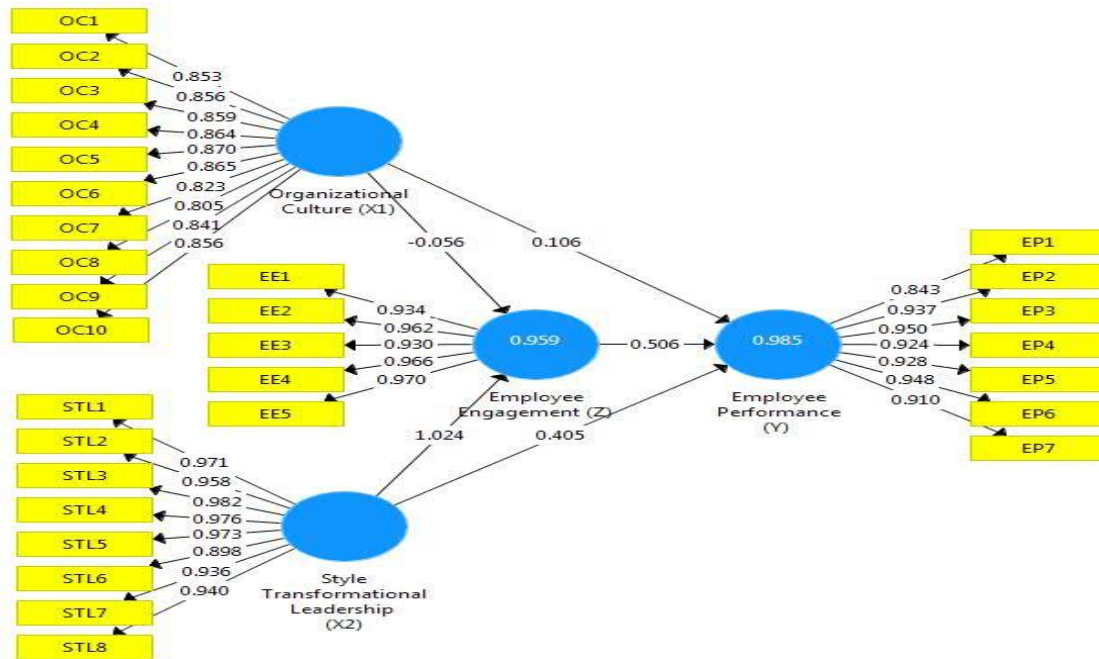 OC1
OC2
OC3
OC4
OC5
OC6
OC7
OC8
OC9
OC10
0.853
0.856
0.859
0.864
0.870
0.865
0.823
0.805
0.841
0.856
Organizational
Culture (X1)
-0.056
0.106
EE1
EE2
EE3
EE4
EE5
0.934
0.962
0.930
0.966
0.970
0.959
Employee
Engagement (Z)
0.506
0.985
Employee
Performance
(Y)
0.843
0.937
0.950
0.924
0.928
0.948
0.910
EP1
EP2
EP3
EP4
EP5
EP6
EP7
1.024
0.405
STL1
STL2
STL3
STL4
STL5
STL6
STL7
STL8
0.971
0.958
0.982
0.976
0.973
0.898
0.936
0.940
Style
Transformational
Leadership
(X2)